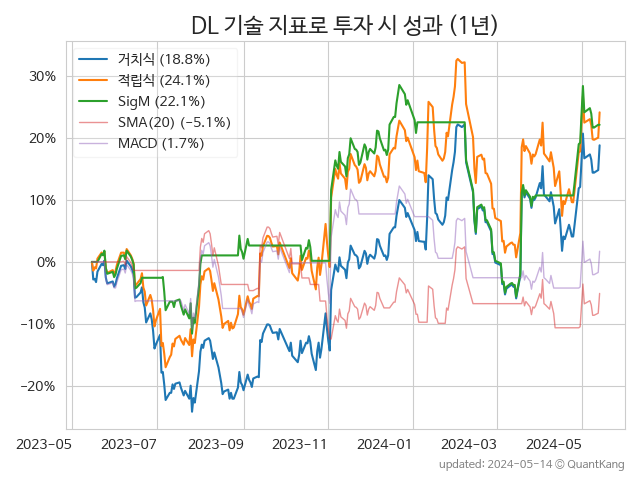 DL 기술 지표로 투자 시 성과 (1년)
거치식 (18.8%)
적립식 (24.1%)
SigM (22.1%)
SMA(20) (−5.1%)
MACD (1.7%)
30%
20%
10%
0%
−10%
−20%
2023-05 2023-07 2023-09 2023-11 2024-01 2024-03 2024-05
updated: 2024-05-14 © QuantKang